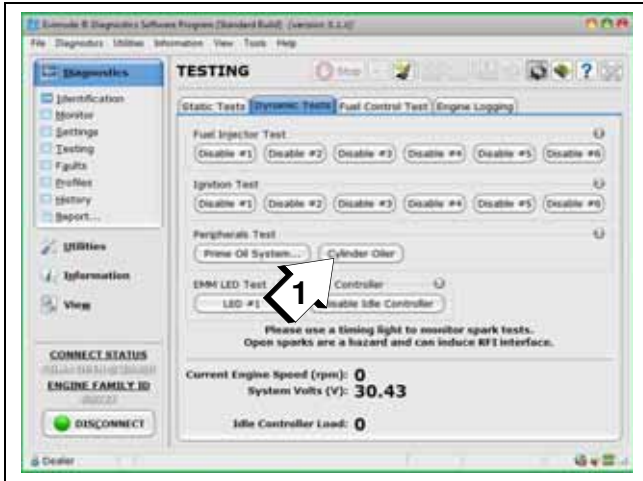 Evinrude ® Diagnostics Software Program (Standard Build)
File Diagnostics Utilities Information View Tools Help
Diagnostics
Identification
Monitor
Settings
Testing
Faults
Profiles
History
Report...
Utilities
Information
View
CONNECT STATUS
ENGINE FAMILY ID
DISCONNECT
TESTING
Stop
Static Tests Dynamic Tests Fuel Control Test Engine Logging
Fuel Injector Test
Disable #1 Disable #2 Disable #3 Disable #4 Disable #5 Disable #6
Ignition Test
Disable #1 Disable #2 Disable #3 Disable #4 Disable #5 Disable #6
Peripherals Test
Prime Oil System... Cylinder Oiler
EMM LED Test Controller
LED #1 1 Disable Idle Controller
Please use a timing light to monitor spark tests.
Open sparks are a hazard and can induce RFI interface.
Current Engine Speed (rpm): 0
System Volts (V): 30.43
Idle Controller Load: 0
Dealer